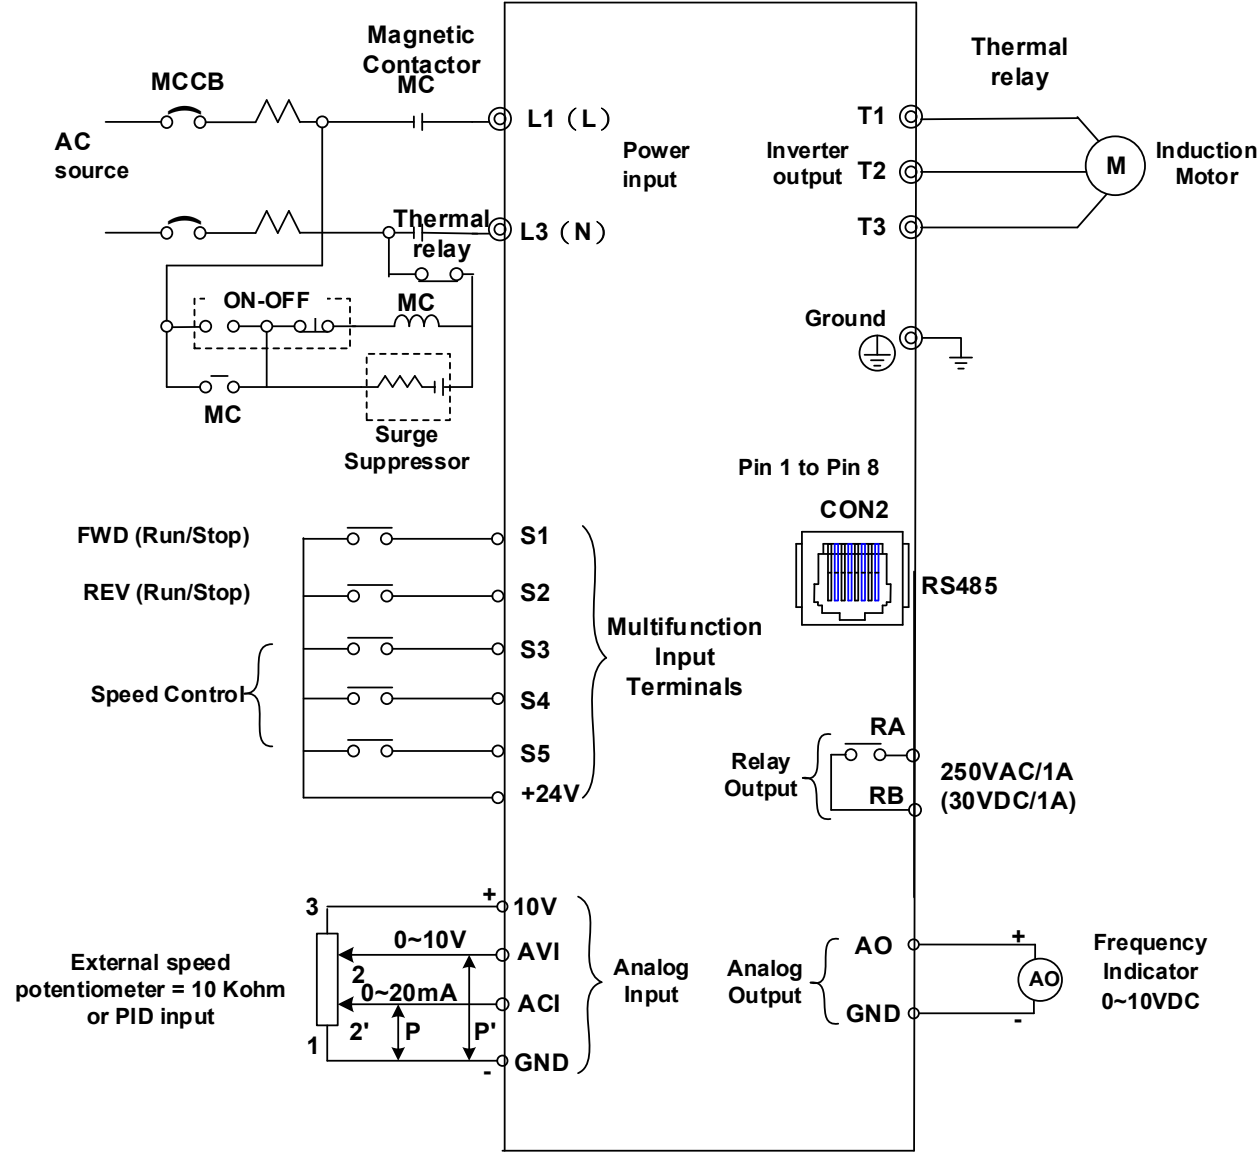 Magnetic
Contactor
MC
MCCB
AC
source
L1 (L)
Power
input
Thermal
relay
L3 (N)
ON-OFF
MC
MC
Surge
Suppressor
Thermal
relay
T1
Inverter
output
T2
T3
M
Induction
Motor
Ground
Pin 1 to Pin 8
CON2
RS485
FWD (Run/Stop)
REV (Run/Stop)
Speed Control
S1
S2
S3
S4
S5
+24V
Multifunction
Input
Terminals
Relay
Output
RA
RB
250VAC/1A
(30VDC/1A)
External speed
potentiometer = 10 Kohm
or PID input
3
+
10V
0~10V
AVI
2
0~20mA
ACI
2'
P
P'
1
-
GND
Analog
Input
Analog
Output
AO
GND
+
AO
-
Frequency
Indicator
0~10VDC